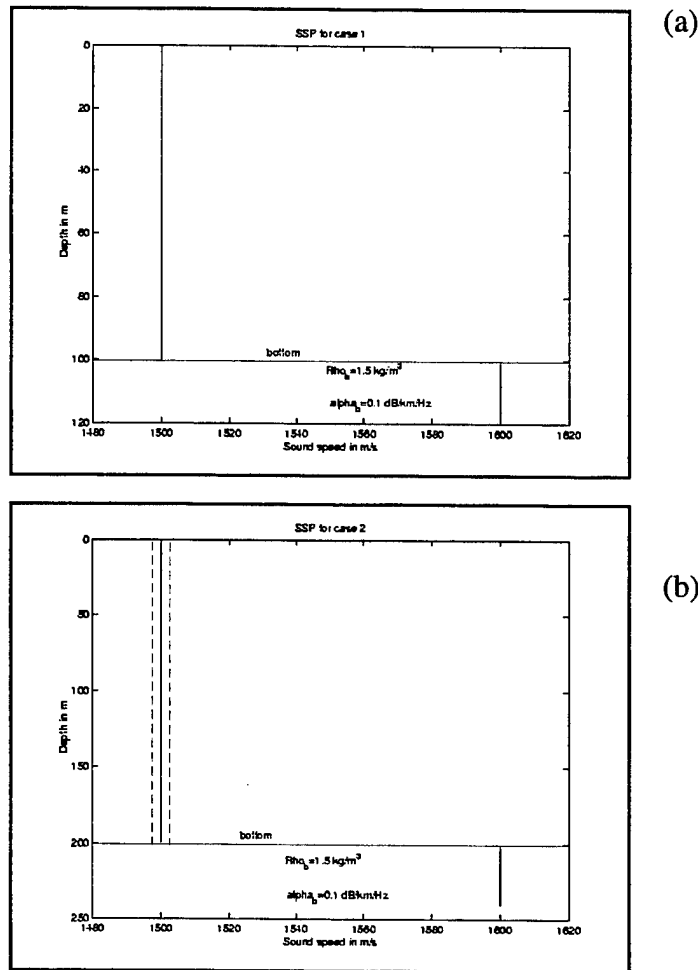 (a)
SSP for case 1
0
20
40
60
80
100
120
Depth in m
bottom
Rho_b=1.5 kg/m³
alpha_b=0.1 dB/km/Hz
1480 1500 1520 1540 1560 1580 1600 1620
Sound speed in m/s
(b)
SSP for case 2
0
50
100
150
200
250
Depth in m
bottom
Rho_b=1.5 kg/m³
alpha_b=0.1 dB/km/Hz
1480 1500 1520 1540 1560 1580 1600 1620
Sound speed in m/s